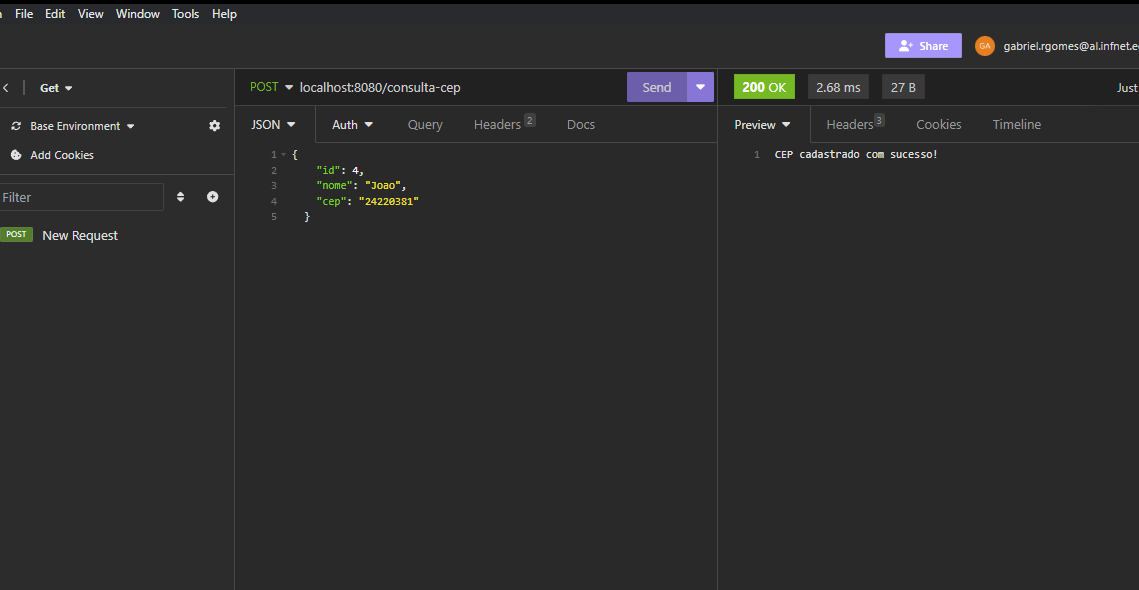 File Edit View Window Tools Help
Share GA gabriel.rgomes@al.infnet.e
Get
POST localhost:8080/consulta-cep Send
200 OK 2.68 ms 27 B Just
Base Environment
JSON Auth Query Headers 2 Docs
Preview Headers 3 Cookies Timeline
Add Cookies
1 {
2 "id": 4,
3 "nome": "Joao",
4 "cep": "24220381"
5 }
1 CEP cadastrado com sucesso!
Filter
POST New Request